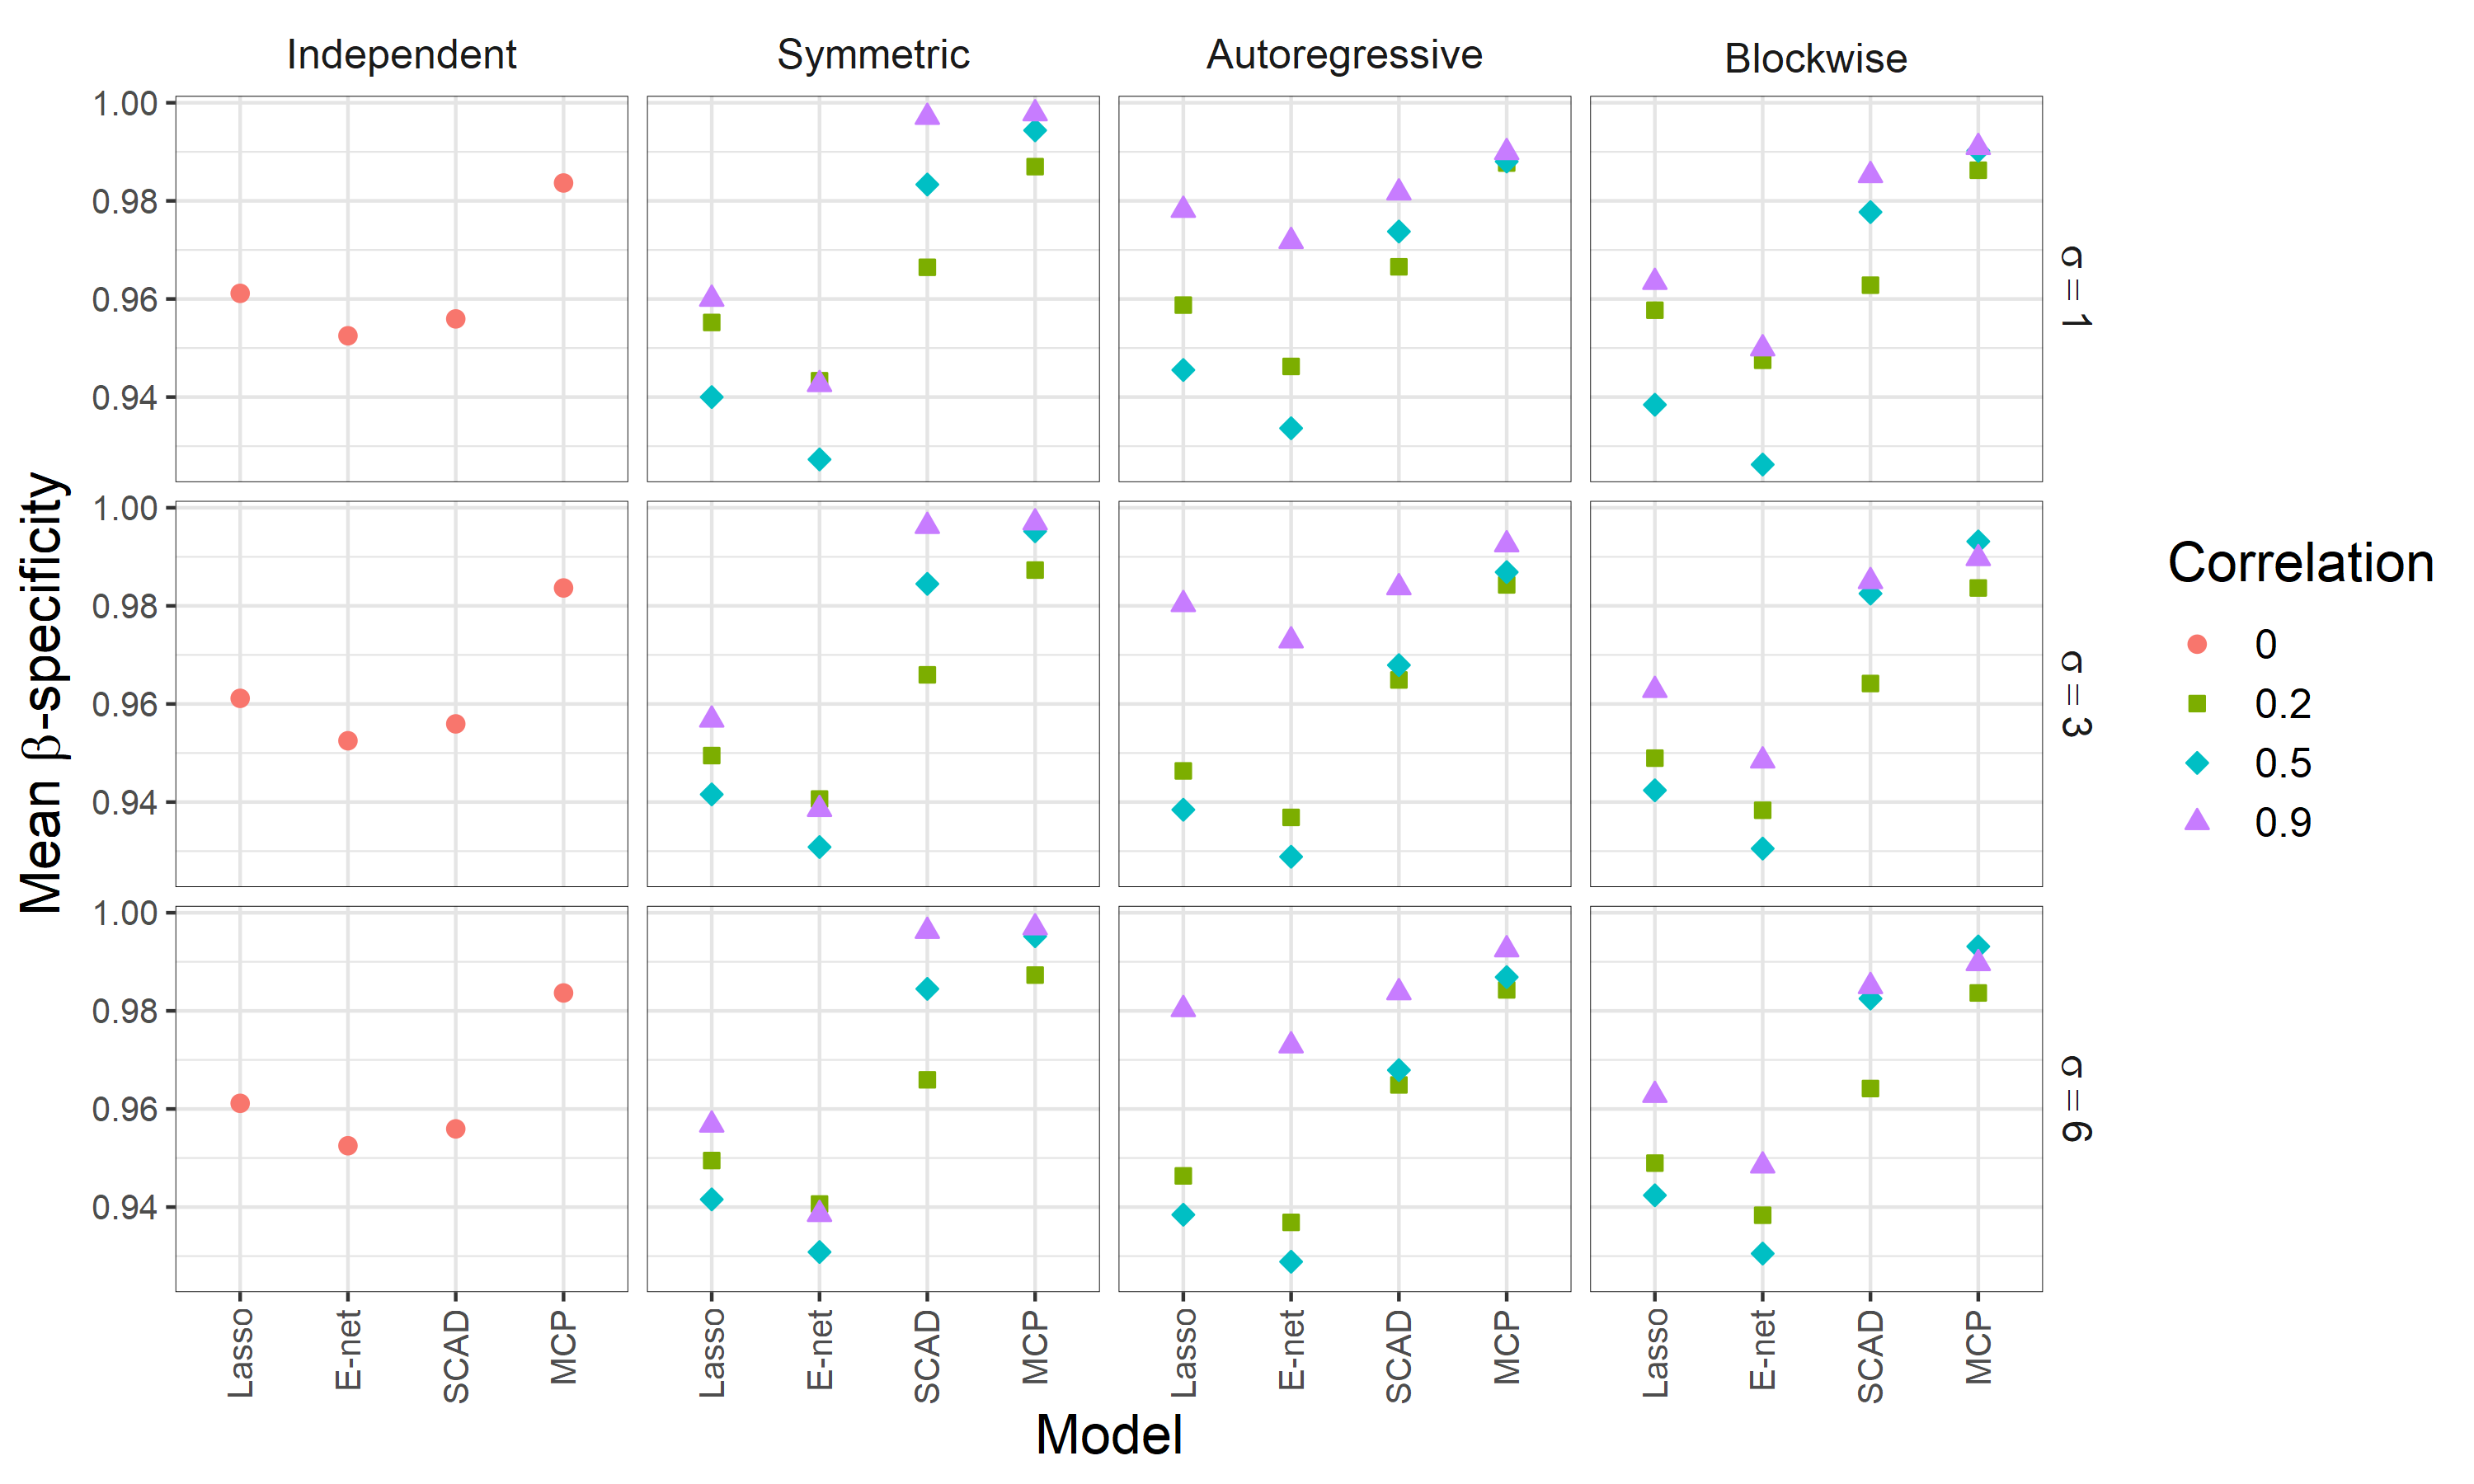 Independent Symmetric Autoregressive Blockwise
1.00
0.98
0.96
0.94
σ = 1
1.00
0.98
0.96
0.94
σ = 3
1.00
0.98
0.96
0.94
σ = 6
Mean β-specificity
Lasso E-net SCAD MCP Lasso E-net SCAD MCP Lasso E-net SCAD MCP Lasso E-net SCAD MCP
Model
Correlation
0
0.2
0.5
0.9